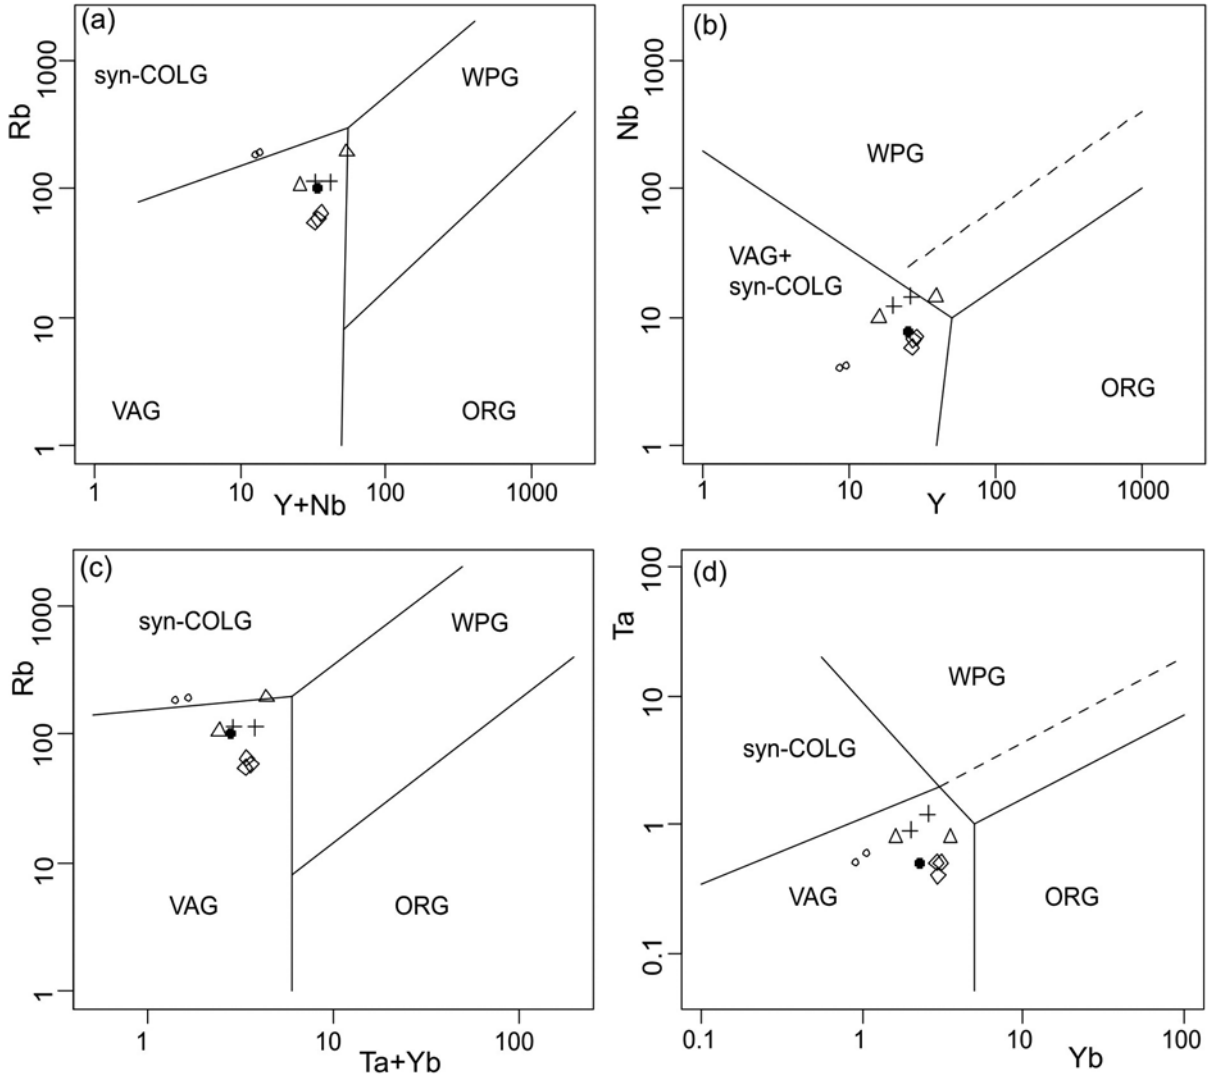 (a)
syn-COLG
WPG
VAG
ORG
Rb
1000
100
10
1
1
10
100
1000
Y+Nb
(b)
WPG
VAG+
syn-COLG
ORG
Nb
1000
100
10
1
1
10
100
1000
Y
(c)
syn-COLG
WPG
VAG
ORG
Rb
1000
100
10
1
1
10
100
Ta+Yb
(d)
WPG
syn-COLG
VAG
ORG
Ta
100
10
1
0.1
0.1
1
10
100
Yb